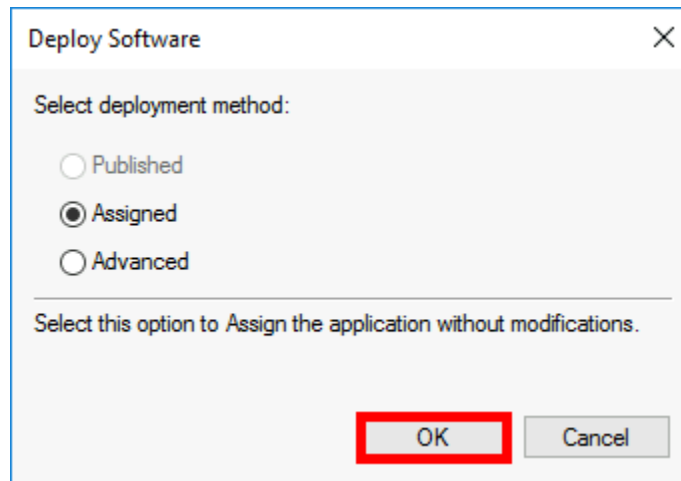 Deploy Software
Select deployment method:
Published
Assigned
Advanced
Select this option to Assign the application without modifications.
OK
Cancel